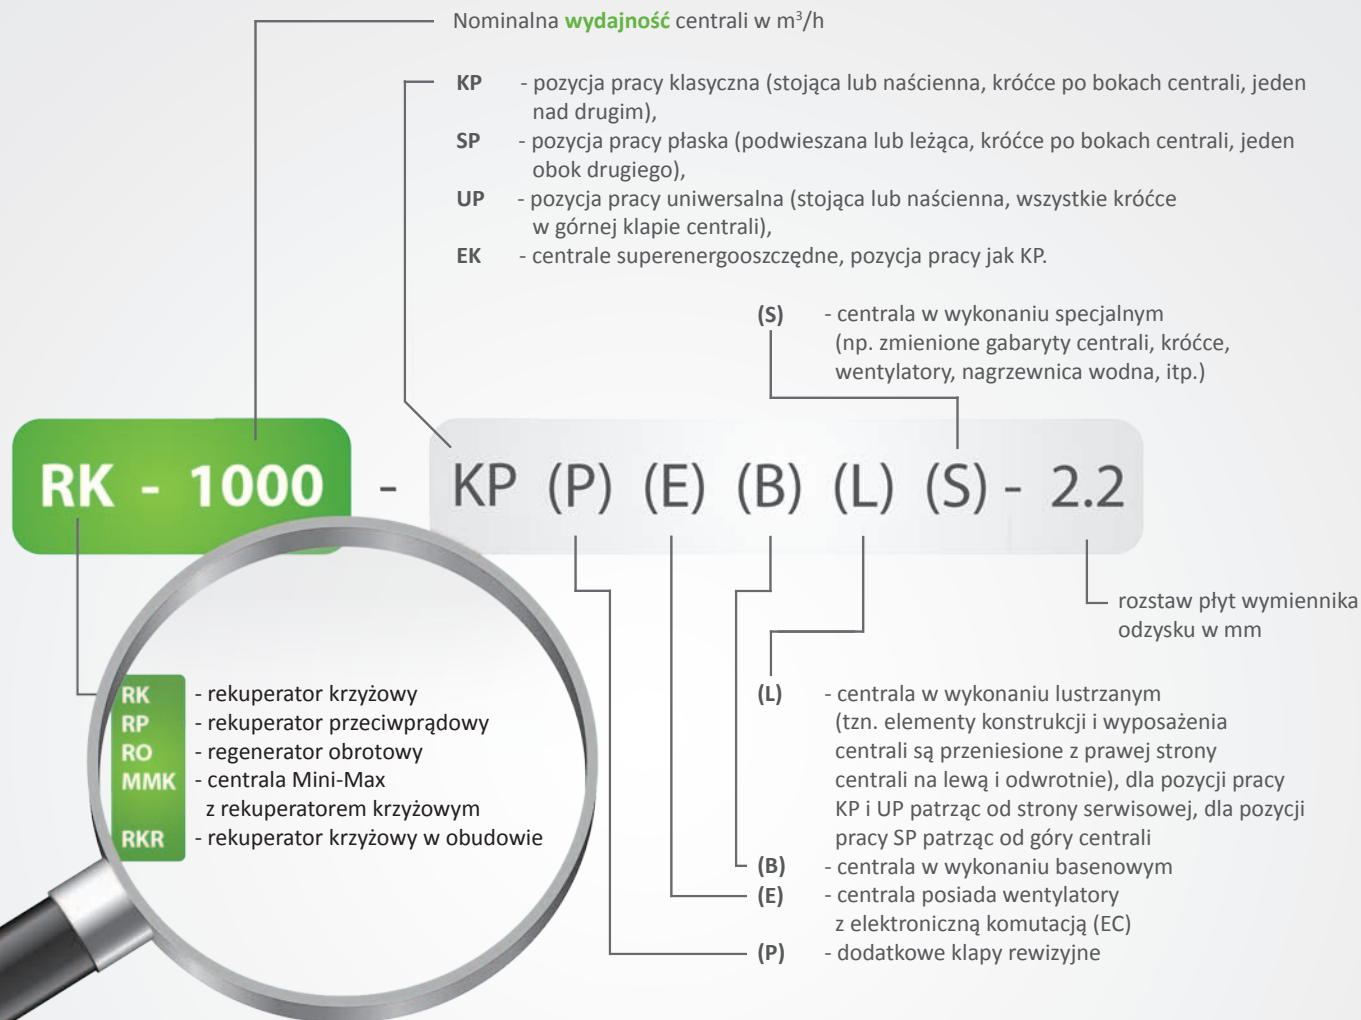 Nominalna wydajność centrali w m³/h
KP - pozycja pracy klasyczna (stojąca lub naścienna, króćce po bokach centrali, jeden
nad drugim),
SP - pozycja pracy płaska (podwieszana lub leżąca, króćce po bokach centrali, jeden
obok drugiego),
UP - pozycja pracy uniwersalna (stojąca lub naścienna, wszystkie króćce
w górnej klapie centrali),
EK - centrale superenergooszczędne, pozycja pracy jak KP.
(S) - centrala w wykonaniu specjalnym
(np. zmienione gabaryty centrali, króćce,
wentylatory, nagrzewnica wodna, itp.)
RK - 1000 - KP (P) (E) (B) (L) (S) - 2.2
rozstaw płyt wymiennika
odzysku w mm
RK - rekuperator krzyżowy
RP - rekuperator przeciwprądowy
RO - regenerator obrotowy
MMK - centrala Mini-Max
z rekuperatorem krzyżowym
RKR - rekuperator krzyżowy w obudowie
(L) - centrala w wykonaniu lustrzanym
(tzn. elementy konstrukcji i wyposażenia
centrali są przeniesione z prawej strony
centrali na lewą i odwrotnie), dla pozycji pracy
KP i UP patrząc od strony serwisowej, dla pozycji
pracy SP patrząc od góry centrali
(B) - centrala w wykonaniu basenowym
(E) - centrala posiada wentylatory
z elektroniczną komutacją (EC)
(P) - dodatkowe klapy rewizyjne